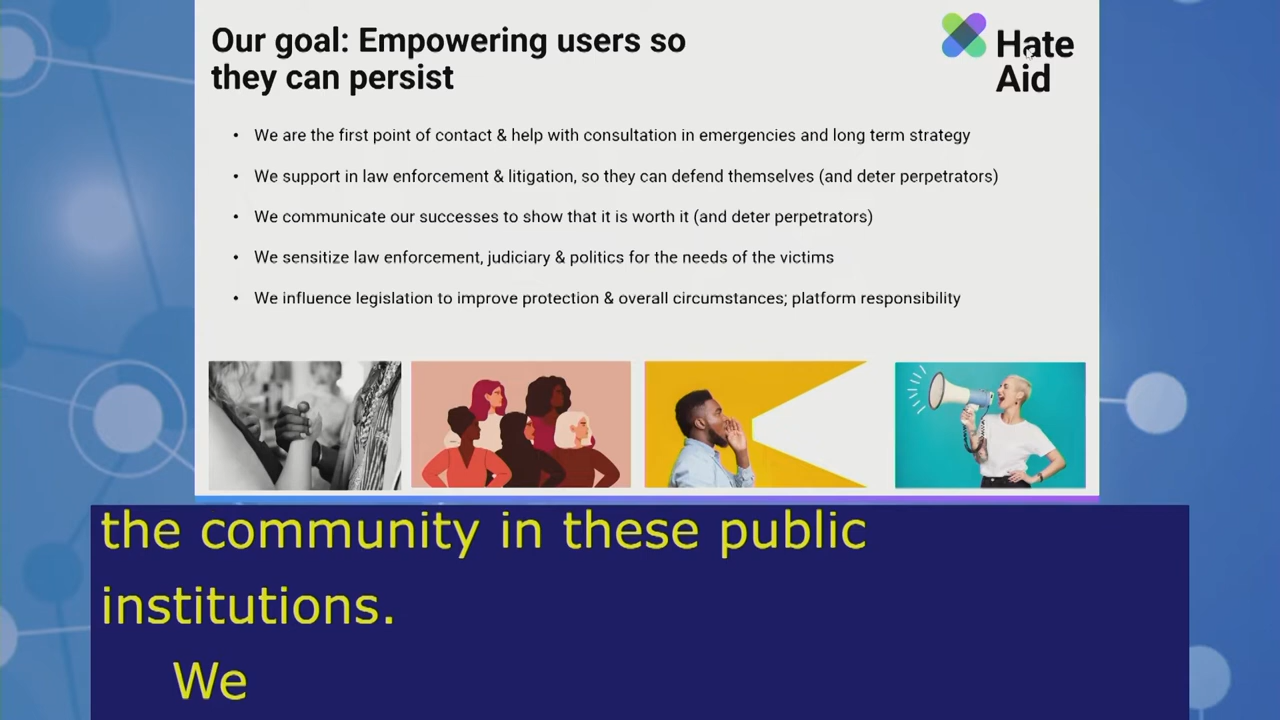 Our goal: Empowering users so
they can persist
Hate
Aid
• We are the first point of contact & help with consultation in emergencies and long term strategy
• We support in law enforcement & litigation, so they can defend themselves (and deter perpetrators)
• We communicate our successes to show that it is worth it (and deter perpetrators)
• We sensitize law enforcement, judiciary & politics for the needs of the victims
• We influence legislation to improve protection & overall circumstances; platform responsibility
the community in these public
institutions.
We